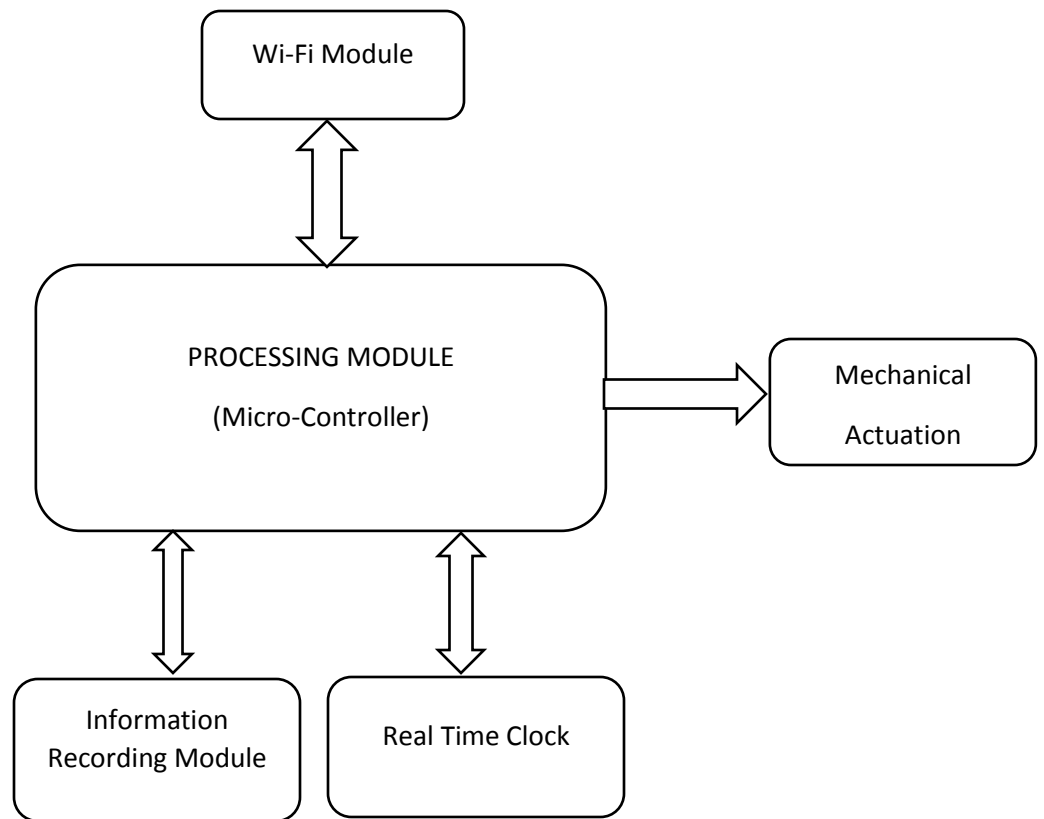 Wi-Fi Module
PROCESSING MODULE
(Micro-Controller)
Mechanical
Actuation
Information
Recording Module
Real Time Clock